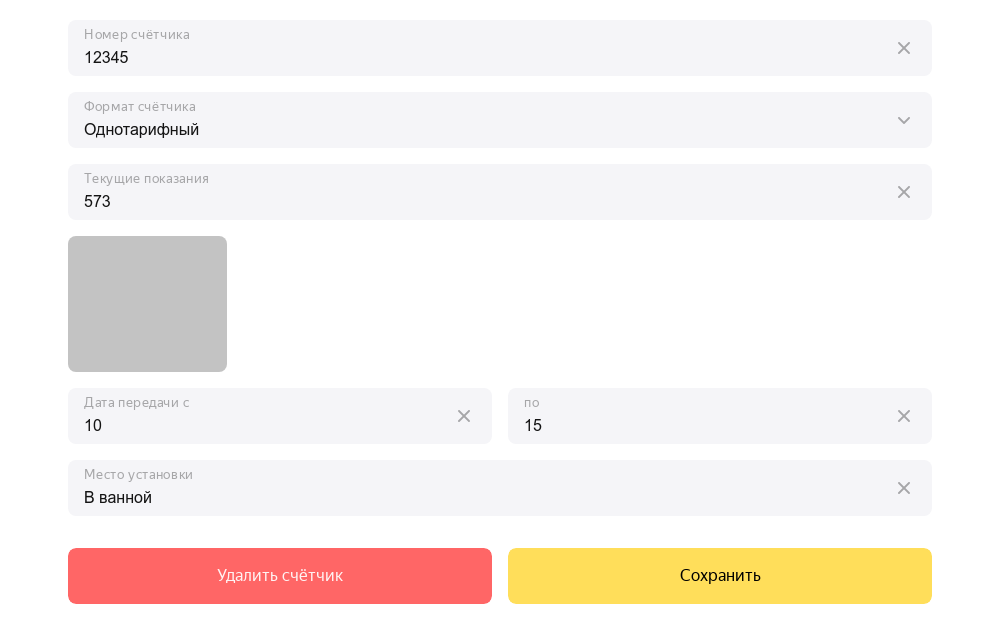 Номер счётчика
12345
Формат счётчика
Однотарифный
Текущие показания
573
Дата передачи с
10
по
15
Место установки
В ванной
Удалить счётчик
Сохранить